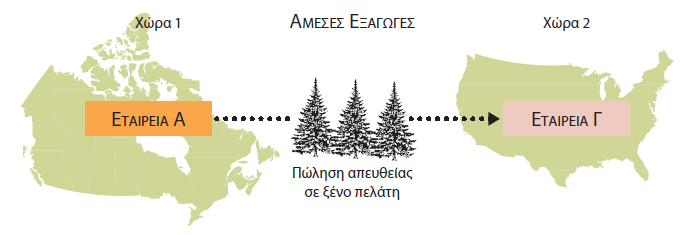 Χώρα 1
ΑΜΕΣΕΣ ΕΞΑΓΩΓΕΣ
Χώρα 2
ΕΤΑΙΡΕΙΑ Α
ΕΤΑΙΡΕΙΑ Γ
Πώληση απευθείας
σε ξένο πελάτη